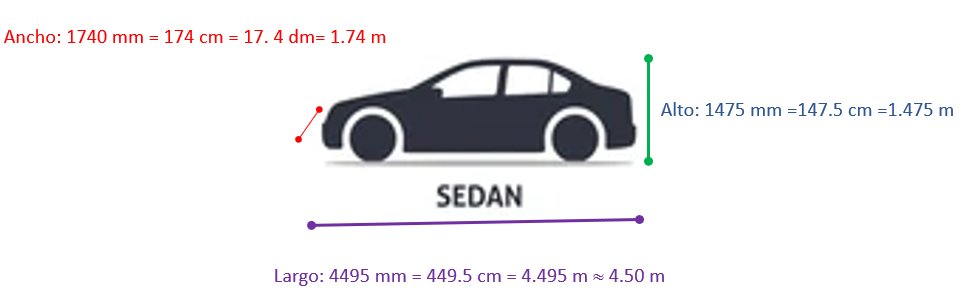 Ancho: 1740 mm = 174 cm = 17. 4 dm= 1.74 m
Alto: 1475 mm =147.5 cm =1.475 m
SEDAN
Largo: 4495 mm = 449.5 cm = 4.495 m ≈ 4.50 m